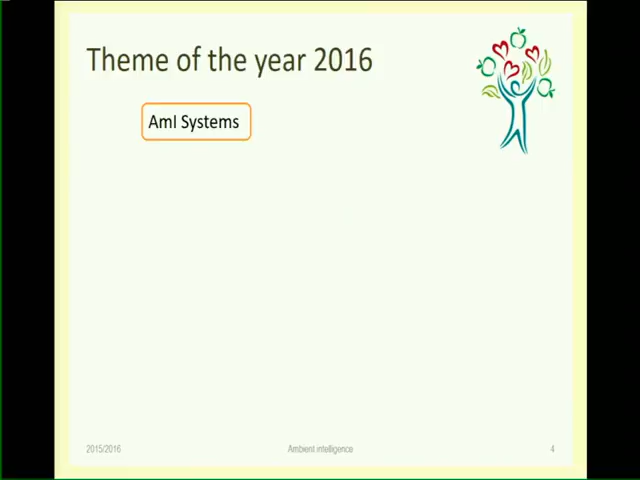 Theme of the year 2016
AmI Systems
2015/2016
Ambient intelligence
4